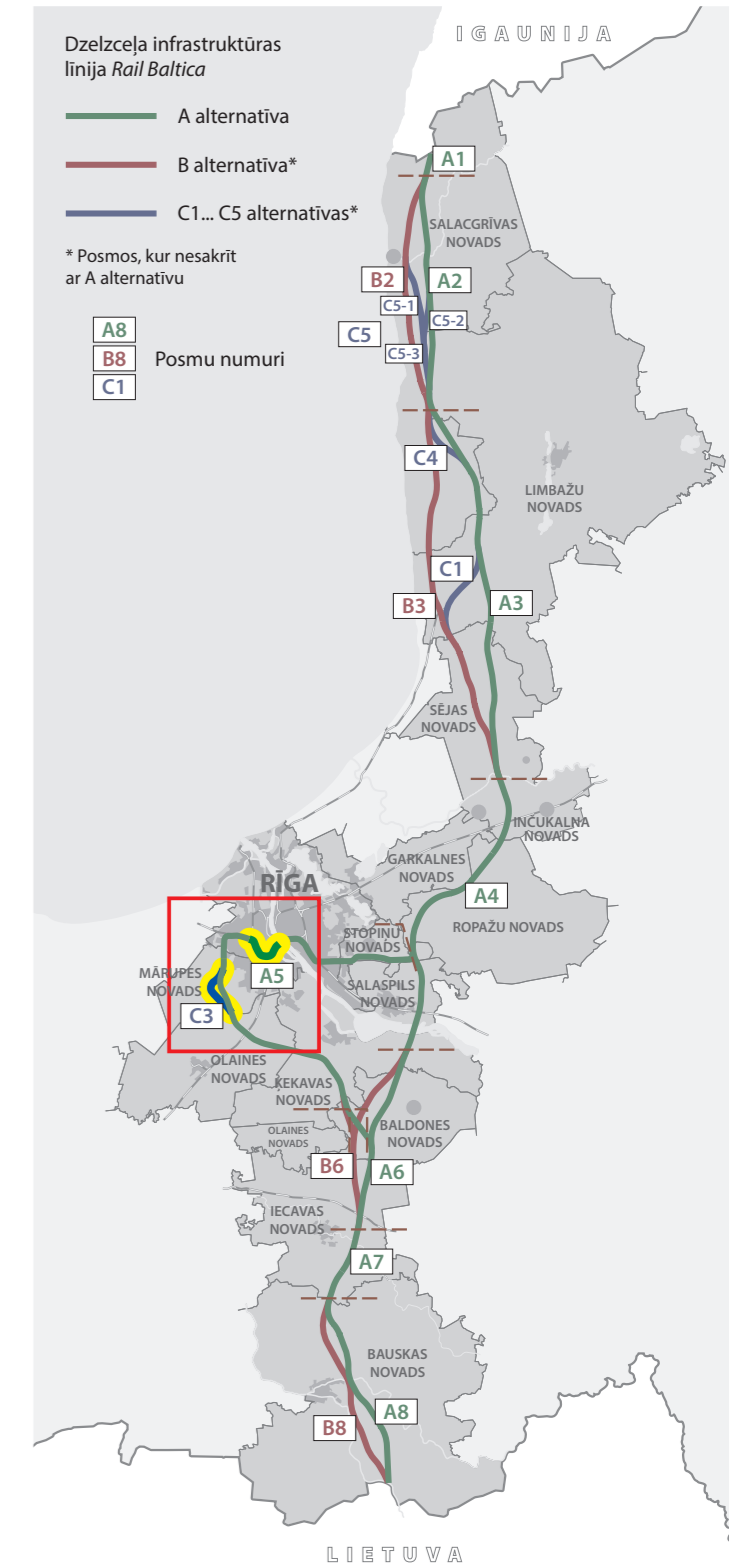 IGAUNIJA
Dzelzceļa infrastruktūras
līnija Rail Baltica
A alternatīva
B alternatīva*
C1... C5 alternatīvas*
* Posmos, kur nesakrīt
ar A alternatīvu
A8
B8
C1
Posmu numuri
A1
SALACGRĪVAS
NOVADS
B2
A2
C5-1
C5-2
C5
C5-3
C4
LIMBAŽU
NOVADS
C1
B3
A3
SĒJAS
NOVADS
INČUKALNA
NOVADS
GARKALNES
NOVADS
RĪGA
A4
ROPAŽU NOVADS
STOPIŅU
NOVADS
MĀRUPES
NOVADS
A5
SALASPILS
NOVADS
C3
OLAINES
NOVADS
ĶEKAVAS
NOVADS
OLAINES
NOVADS
BALDONES
NOVADS
B6
A6
IECAVAS
NOVADS
A7
BAUSKAS
NOVADS
A8
B8
LIETUVA